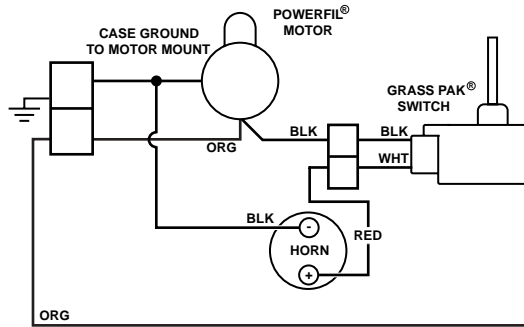 POWERFIL®
MOTOR
CASE GROUND
TO MOTOR MOUNT
GRASS PAK®
SWITCH
BLK
BLK
ORG
WHT
BLK
-
HORN
RED
+
ORG